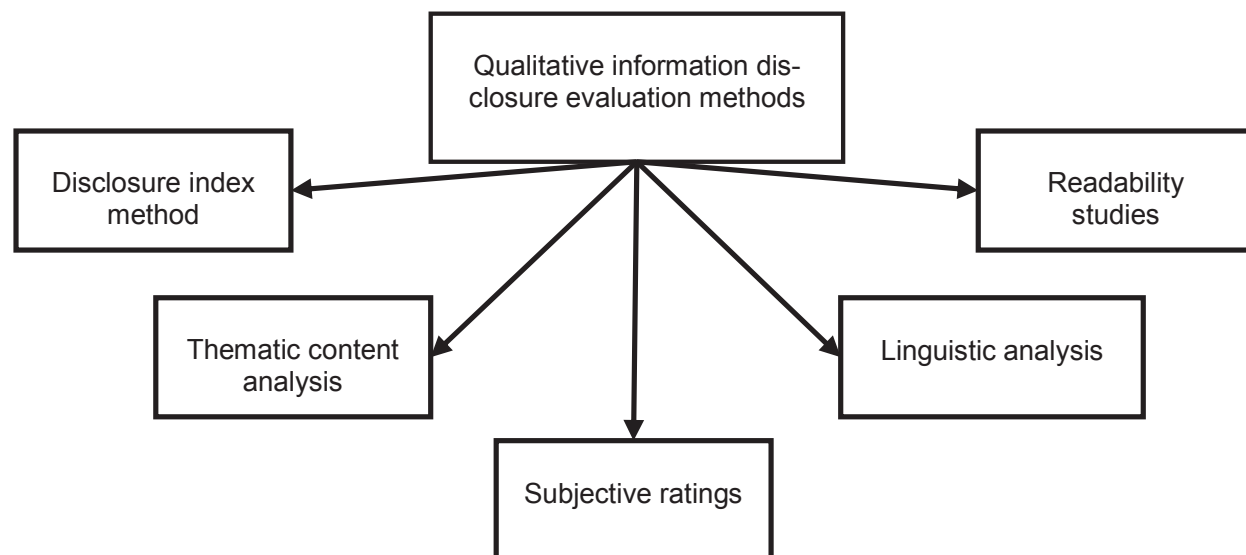 Qualitative information dis-
closure evaluation methods
Disclosure index
method
Readability
studies
Thematic content
analysis
Linguistic analysis
Subjective ratings